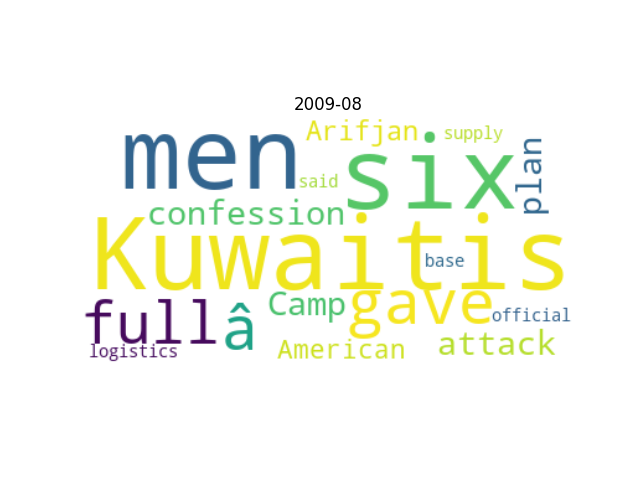 2009-08
men
Arifjan
supply
six
plan
said
confession
Kuwaitis
base
full
â
Camp
gave
official
logistics
American
attack